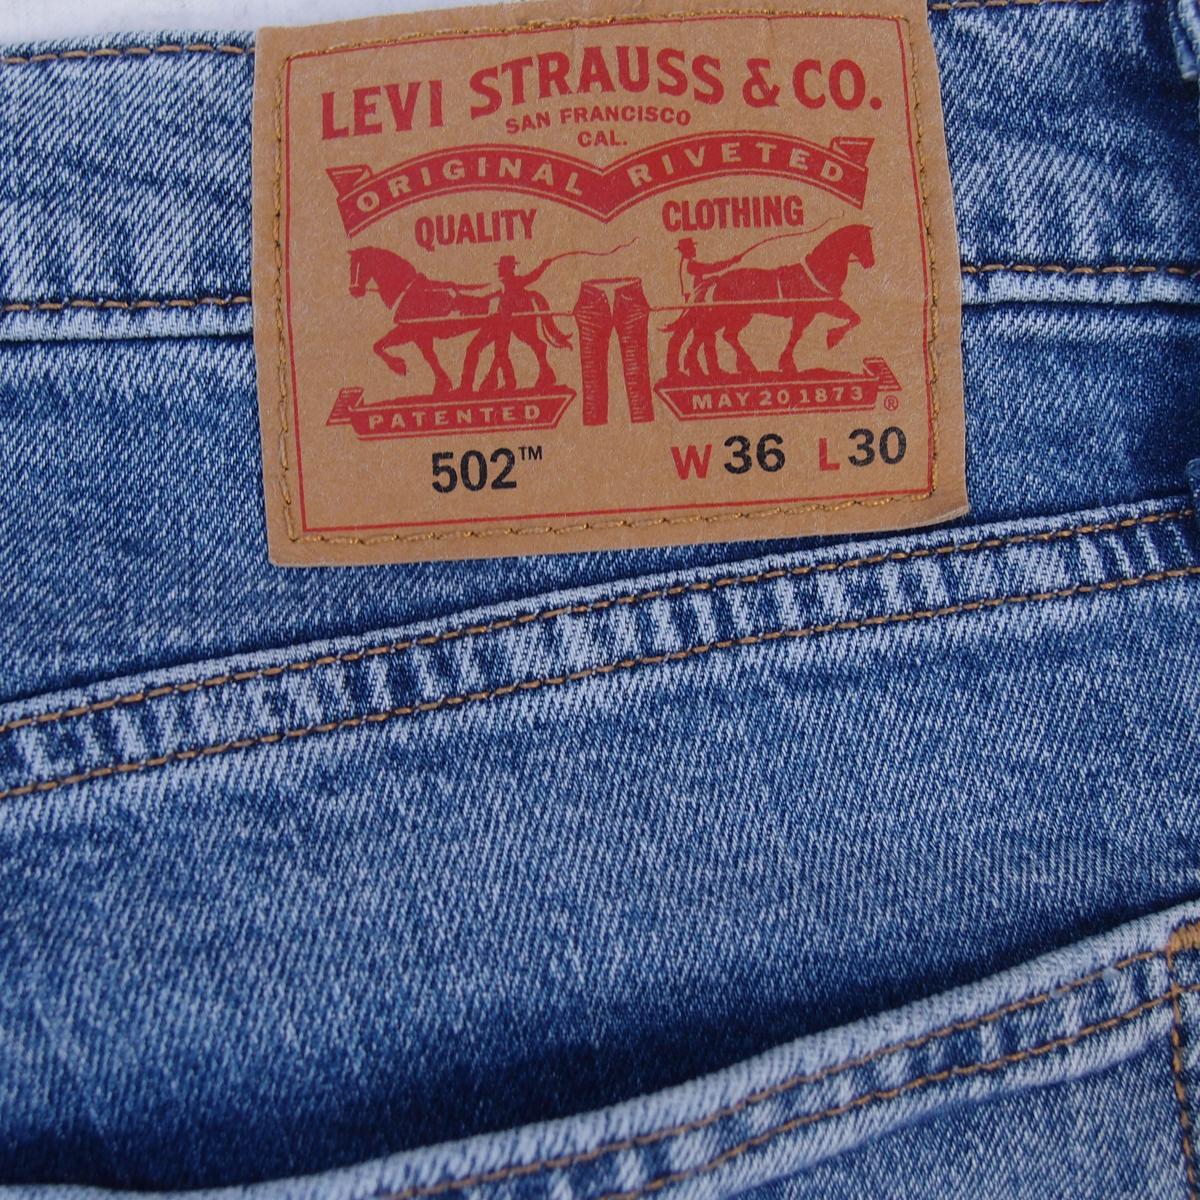 LEVI STRAUSS & CO.
SAN FRANCISCO
CAL.
ORIGINAL RIVETED
QUALITY CLOTHING
PATENTED MAY 20 1873 ®
502™ W 36 L 30